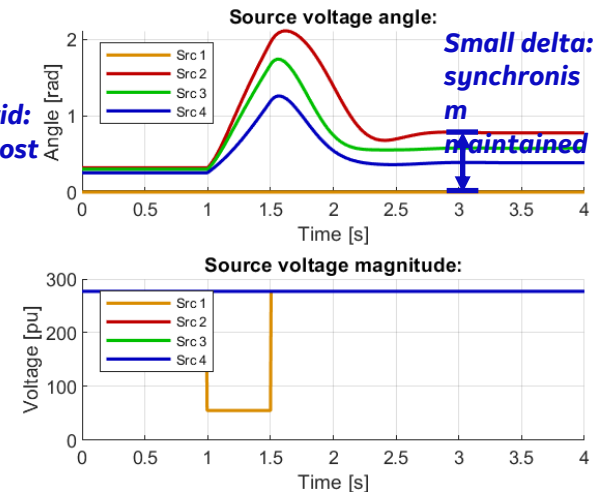 Source voltage angle:
Small delta:
synchronis
m
maintained
id:
ost
Angle [rad]
2
1
0
Src 1
Src 2
Src 3
Src 4
0 0.5 1 1.5 2 2.5 3 3.5 4
Time [s]
Source voltage magnitude:
Voltage [pu]
300
200
100
0
Src 1
Src 2
Src 3
Src 4
0 0.5 1 1.5 2 2.5 3 3.5 4
Time [s]